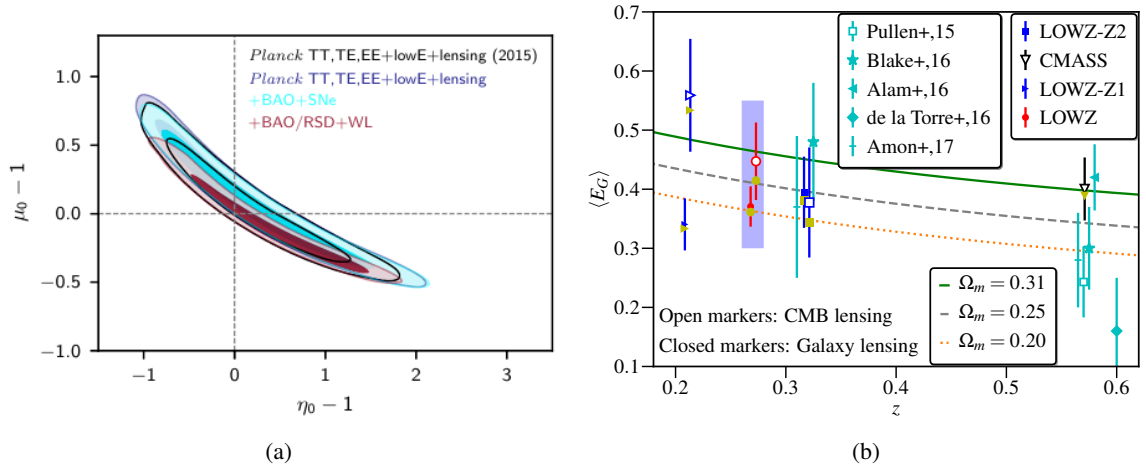 Planck TT,TE,EE+lowE+lensing (2015)
Planck TT,TE,EE+lowE+lensing
+BAO+SNe
+BAO/RSD+WL
1.0
0.5
0.0
−0.5
−1.0
μ₀ − 1
−1
0
1
2
3
η₀ − 1
(a)
0.7
0.6
0.5
0.4
0.3
0.2
0.1
⟨E_G⟩
Pullen+,15
Blake+,16
Alam+,16
de la Torre+,16
Amon+,17
LOWZ-Z2
CMASS
LOWZ-Z1
LOWZ
Open markers: CMB lensing
Closed markers: Galaxy lensing
Ω_m = 0.31
Ω_m = 0.25
Ω_m = 0.20
0.2
0.3
0.4
0.5
0.6
z
(b)